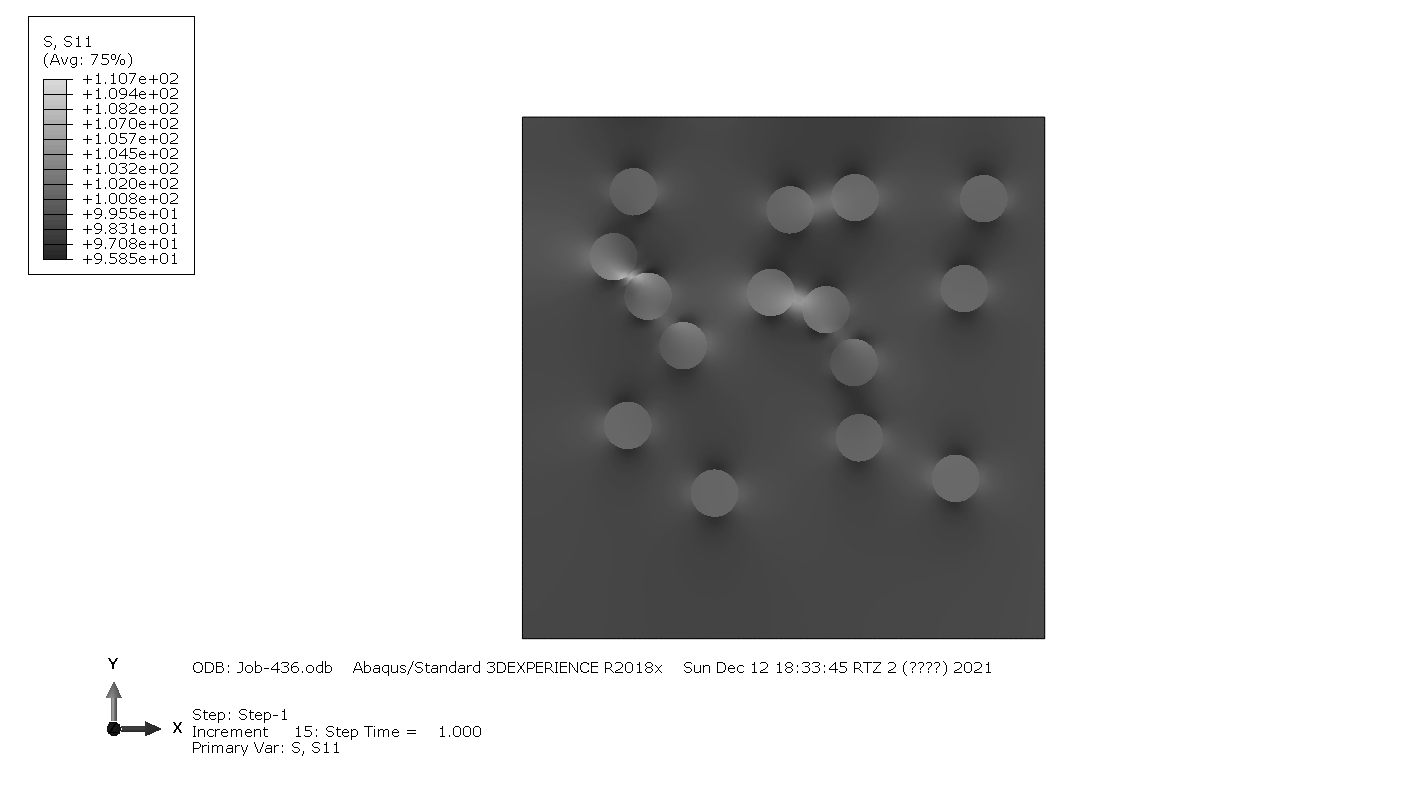 S, S11
(Avg: 75%)
+1.107e+02
+1.094e+02
+1.082e+02
+1.070e+02
+1.057e+02
+1.045e+02
+1.032e+02
+1.020e+02
+1.008e+02
+9.955e+01
+9.831e+01
+9.708e+01
+9.585e+01
Y
X
ODB: Job-436.odb    Abaqus/Standard 3DEXPERIENCE R2018x    Sun Dec 12 18:33:45 RTZ 2 (????) 2021
Step: Step-1
Increment     15: Step Time =    1.000
Primary Var: S, S11